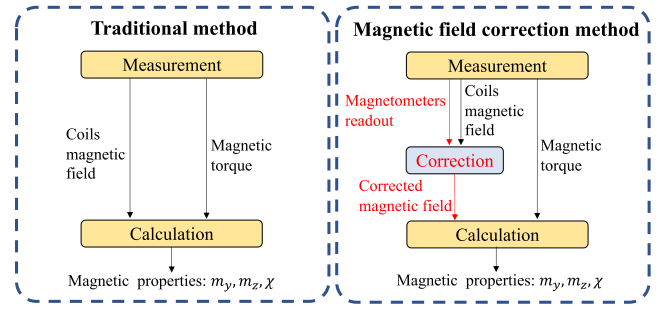 Traditional method
Measurement
Coils
magnetic
field
Magnetic
torque
Calculation
Magnetic properties: m_y, m_z, χ
Magnetic field correction method
Measurement
Magnetometers
readout
Coils
magnetic
field
Magnetic
torque
Correction
Corrected
magnetic field
Calculation
Magnetic properties: m_y, m_z, χ